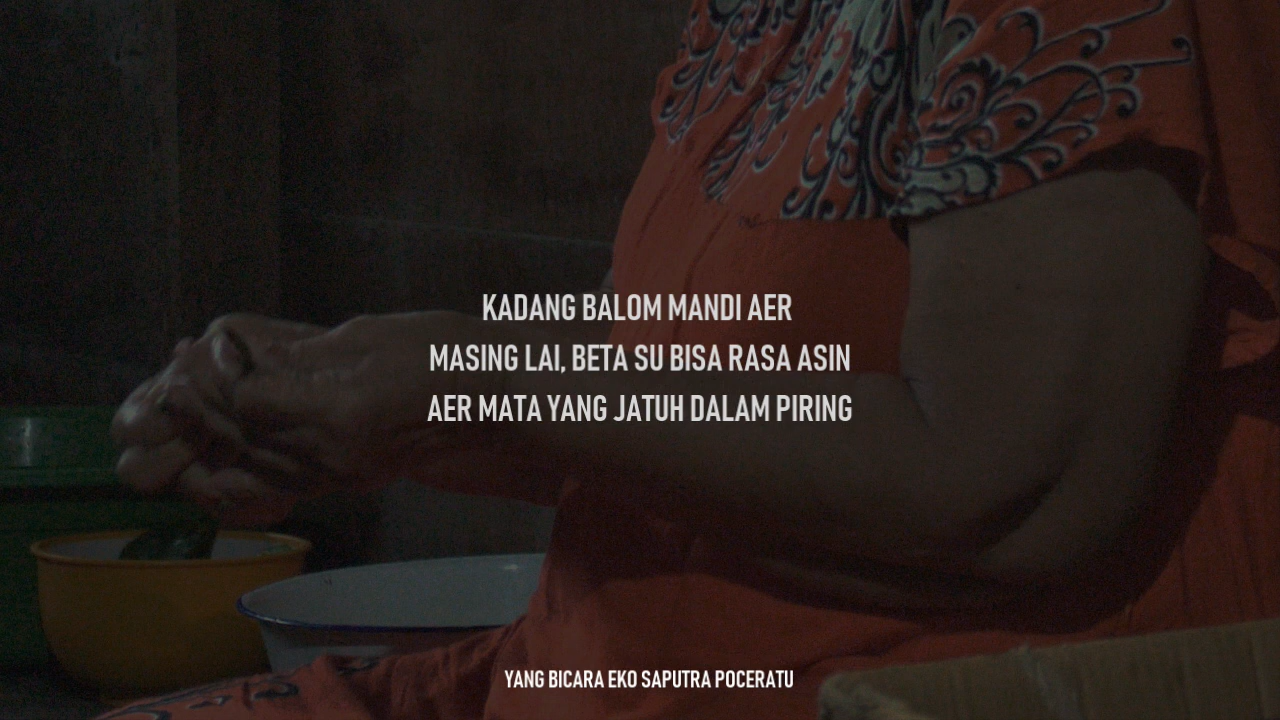 KADANG BALOM MANDI AER
MASING LAI, BETA SU BISA RASA ASIN
AER MATA YANG JATUH DALAM PIRING
YANG BICARA EKO SAPUTRA POCERATU